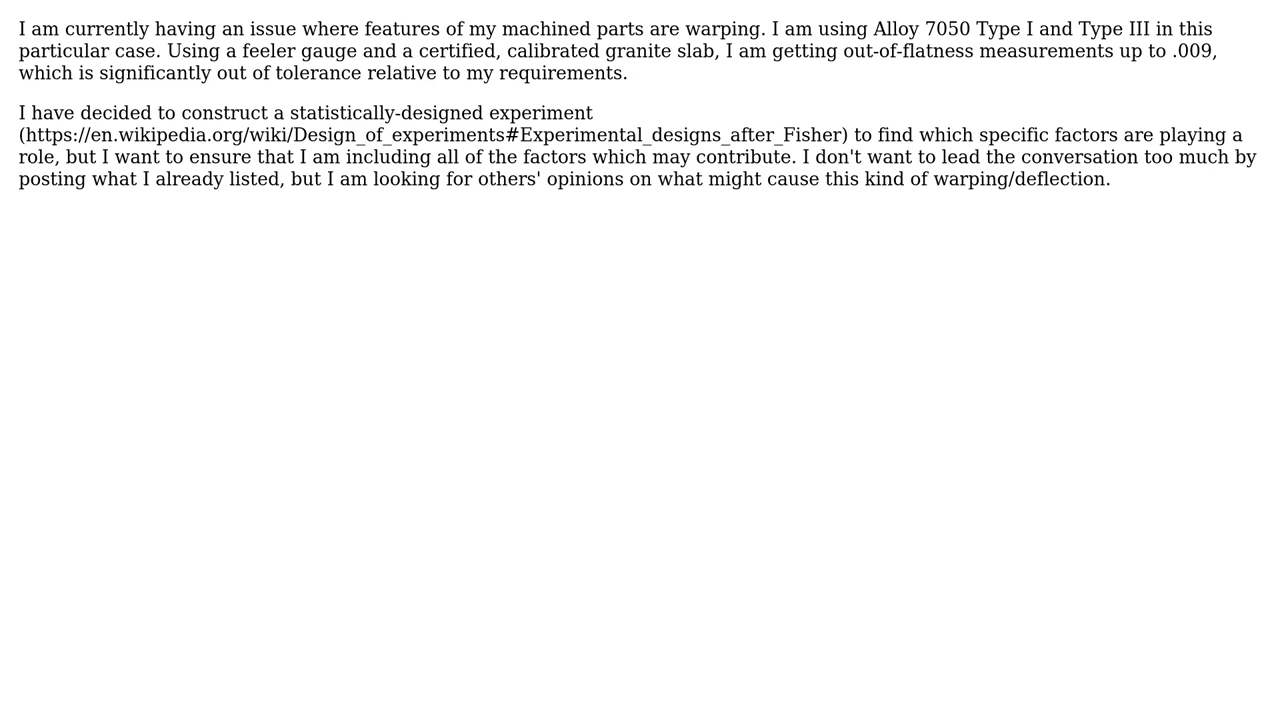 I am currently having an issue where features of my machined parts are warping. I am using Alloy 7050 Type I and Type III in this
particular case. Using a feeler gauge and a certified, calibrated granite slab, I am getting out-of-flatness measurements up to .009,
which is significantly out of tolerance relative to my requirements.
I have decided to construct a statistically-designed experiment
(https://en.wikipedia.org/wiki/Design_of_experiments#Experimental_designs_after_Fisher) to find which specific factors are playing a
role, but I want to ensure that I am including all of the factors which may contribute. I don't want to lead the conversation too much by
posting what I already listed, but I am looking for others' opinions on what might cause this kind of warping/deflection.